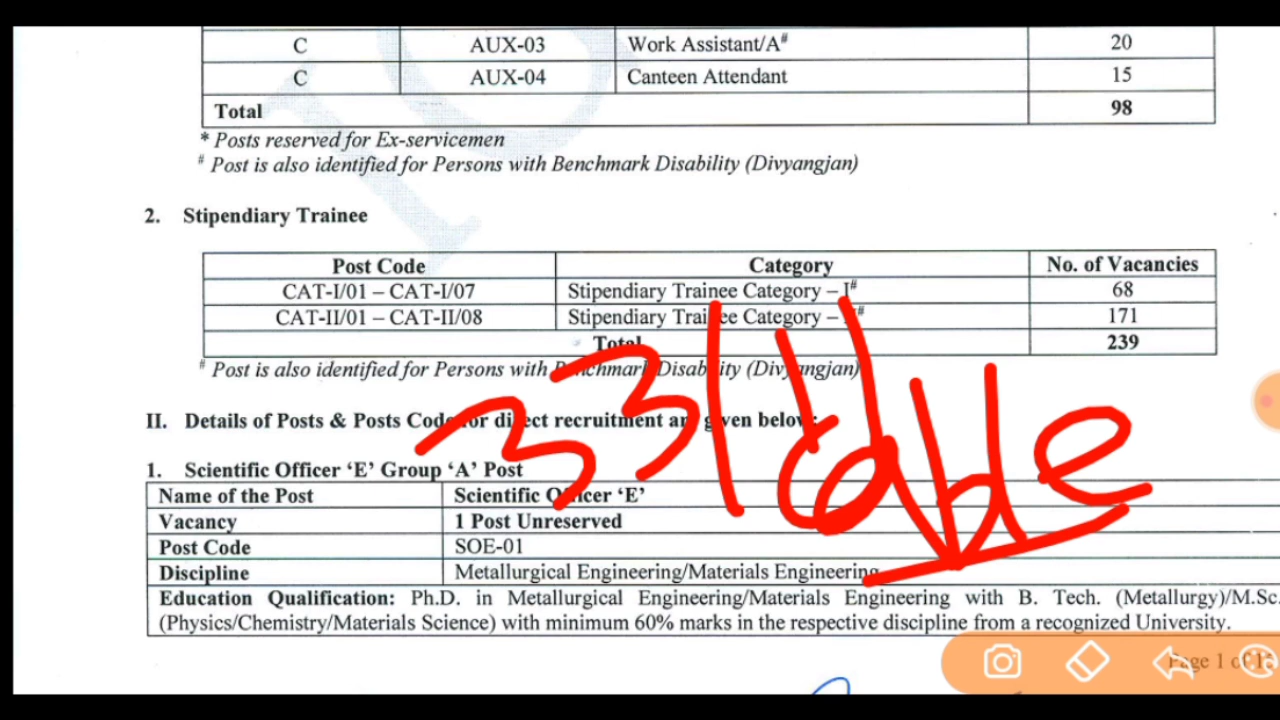 C AUX-03 Work Assistant/A# 20
C AUX-04 Canteen Attendant 15
Total 98
* Posts reserved for Ex-servicemen
# Post is also identified for Persons with Benchmark Disability (Divyangjan)
2. Stipendiary Trainee
Post Code Category No. of Vacancies
CAT-I/01 – CAT-I/07 Stipendiary Trainee Category – I# 68
CAT-II/01 – CAT-II/08 Stipendiary Trainee Category – # 171
Total 239
# Post is also identified for Persons with Benchmark Disability (Divyangjan)
II. Details of Posts & Posts Code for direct recruitment are given below:
1. Scientific Officer ‘E’ Group ‘A’ Post
Name of the Post Scientific Officer ‘E’
Vacancy 1 Post Unreserved
Post Code SOE-01
Discipline Metallurgical Engineering/Materials Engineering
Education Qualification: Ph.D. in Metallurgical Engineering/Materials Engineering with B. Tech. (Metallurgy)/M.Sc.
(Physics/Chemistry/Materials Science) with minimum 60% marks in the respective discipline from a recognized University.
Page 1 of